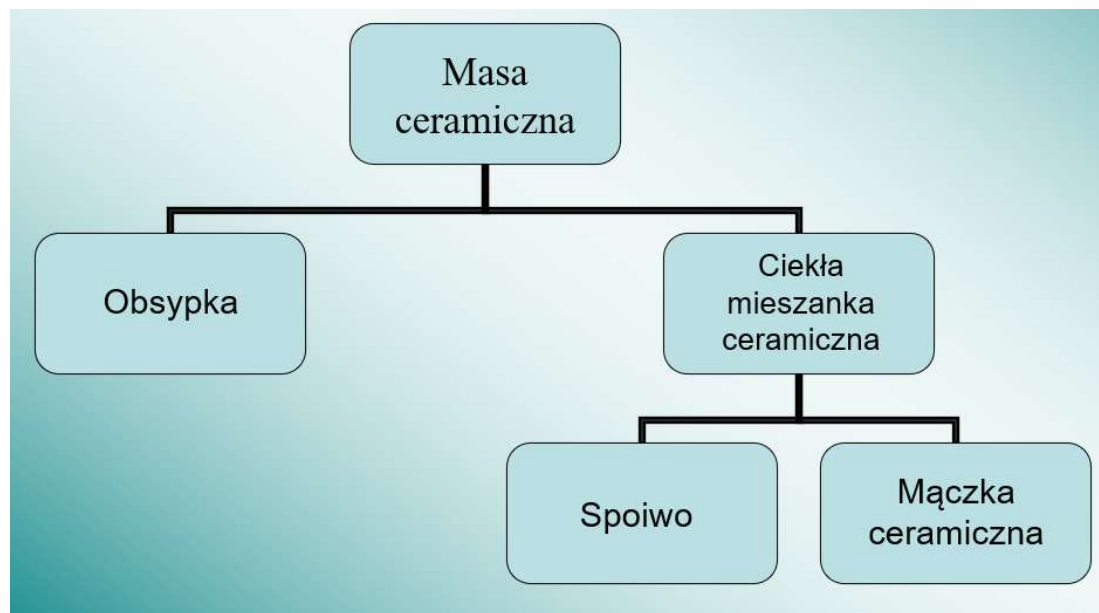 Masa
ceramiczna
Obsypka
Ciekła
mieszanka
ceramiczna
Spoiwo
Mączka
ceramiczna